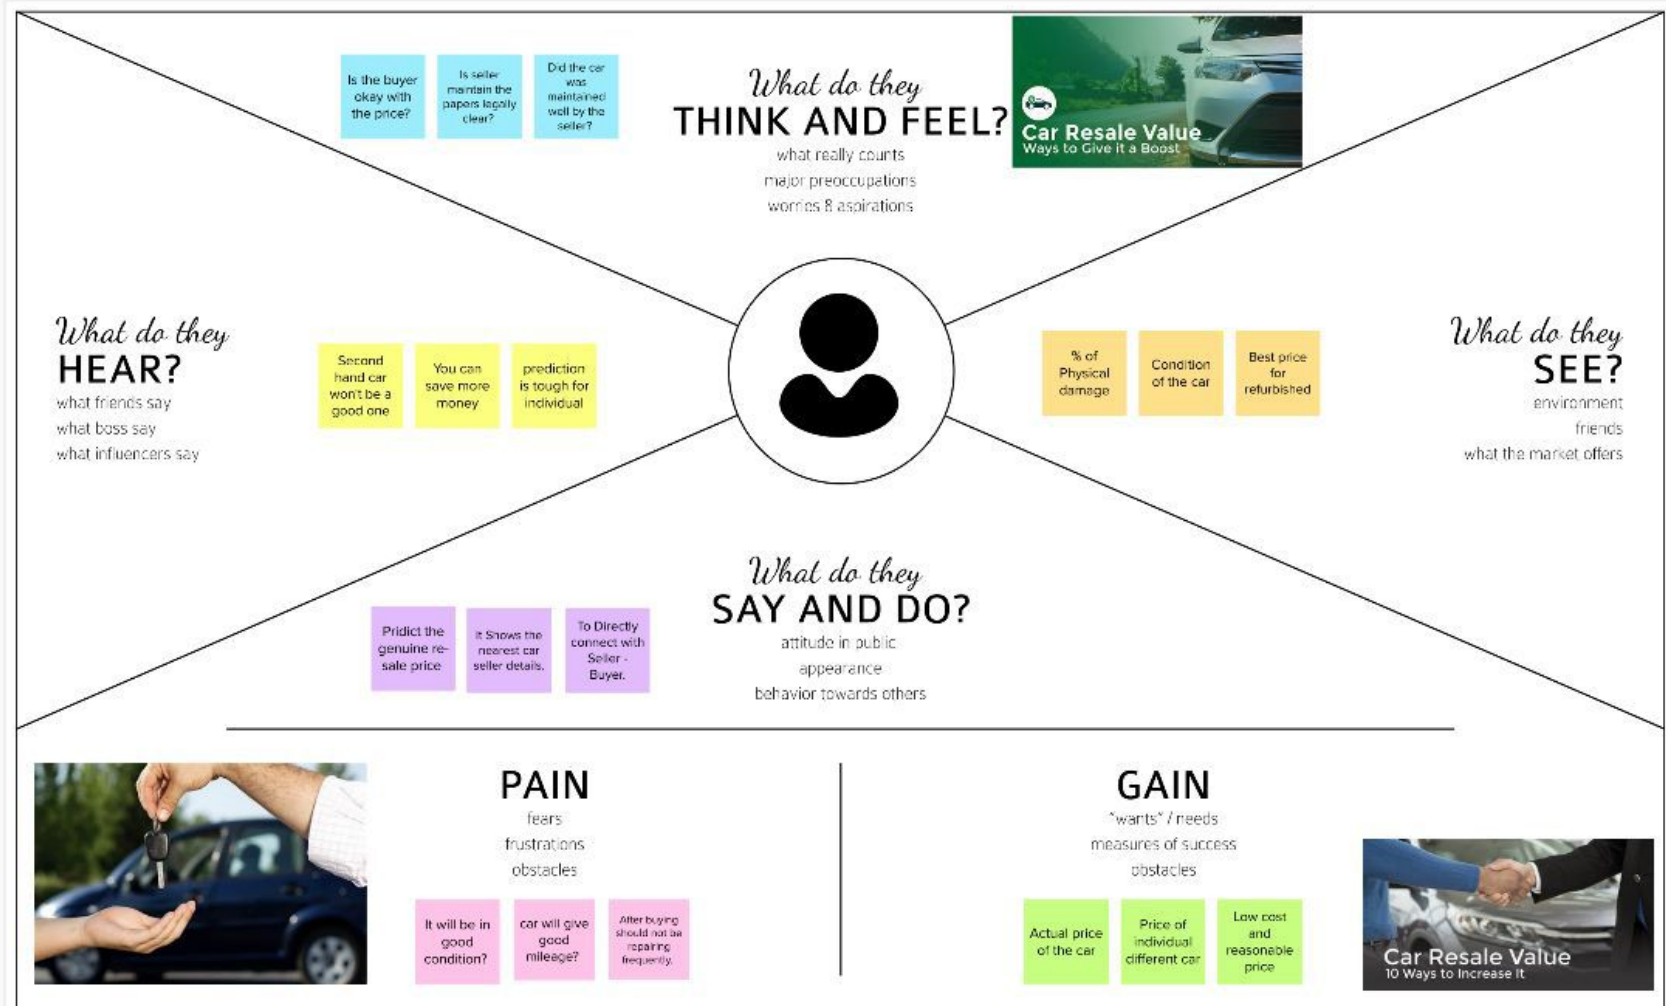 Is the buyer
okay with
the price?
Is seller
maintain the
papers legally
clear?
Did the car
was
maintained
well by the
seller?
What do they
THINK AND FEEL?
what really counts
major preoccupations
worries & aspirations
Car Resale Value
Ways to Give it a Boost
What do they
HEAR?
what friends say
what boss say
what influencers say
Second
hand car
won't be a
good one
You can
save more
money
prediction
is tough for
individual
% of
Physical
damage
Condition
of the car
Best price
for
refurbished
What do they
SEE?
environment
friends
what the market offers
What do they
SAY AND DO?
attitude in public
appearance
behavior towards others
Pridict the
genuine re-
sale price
It Shows the
nearest car
seller details.
To Directly
connect with
Seller -
Buyer.
PAIN
fears
frustrations
obstacles
It will be in
good
condition?
car will give
good
mileage?
After buying
should not be
repairing
frequently.
GAIN
"wants" / needs
measures of success
obstacles
Actual price
of the car
Price of
individual
different car
Low cost
and
reasonable
price
Car Resale Value
10 Ways to Increase It